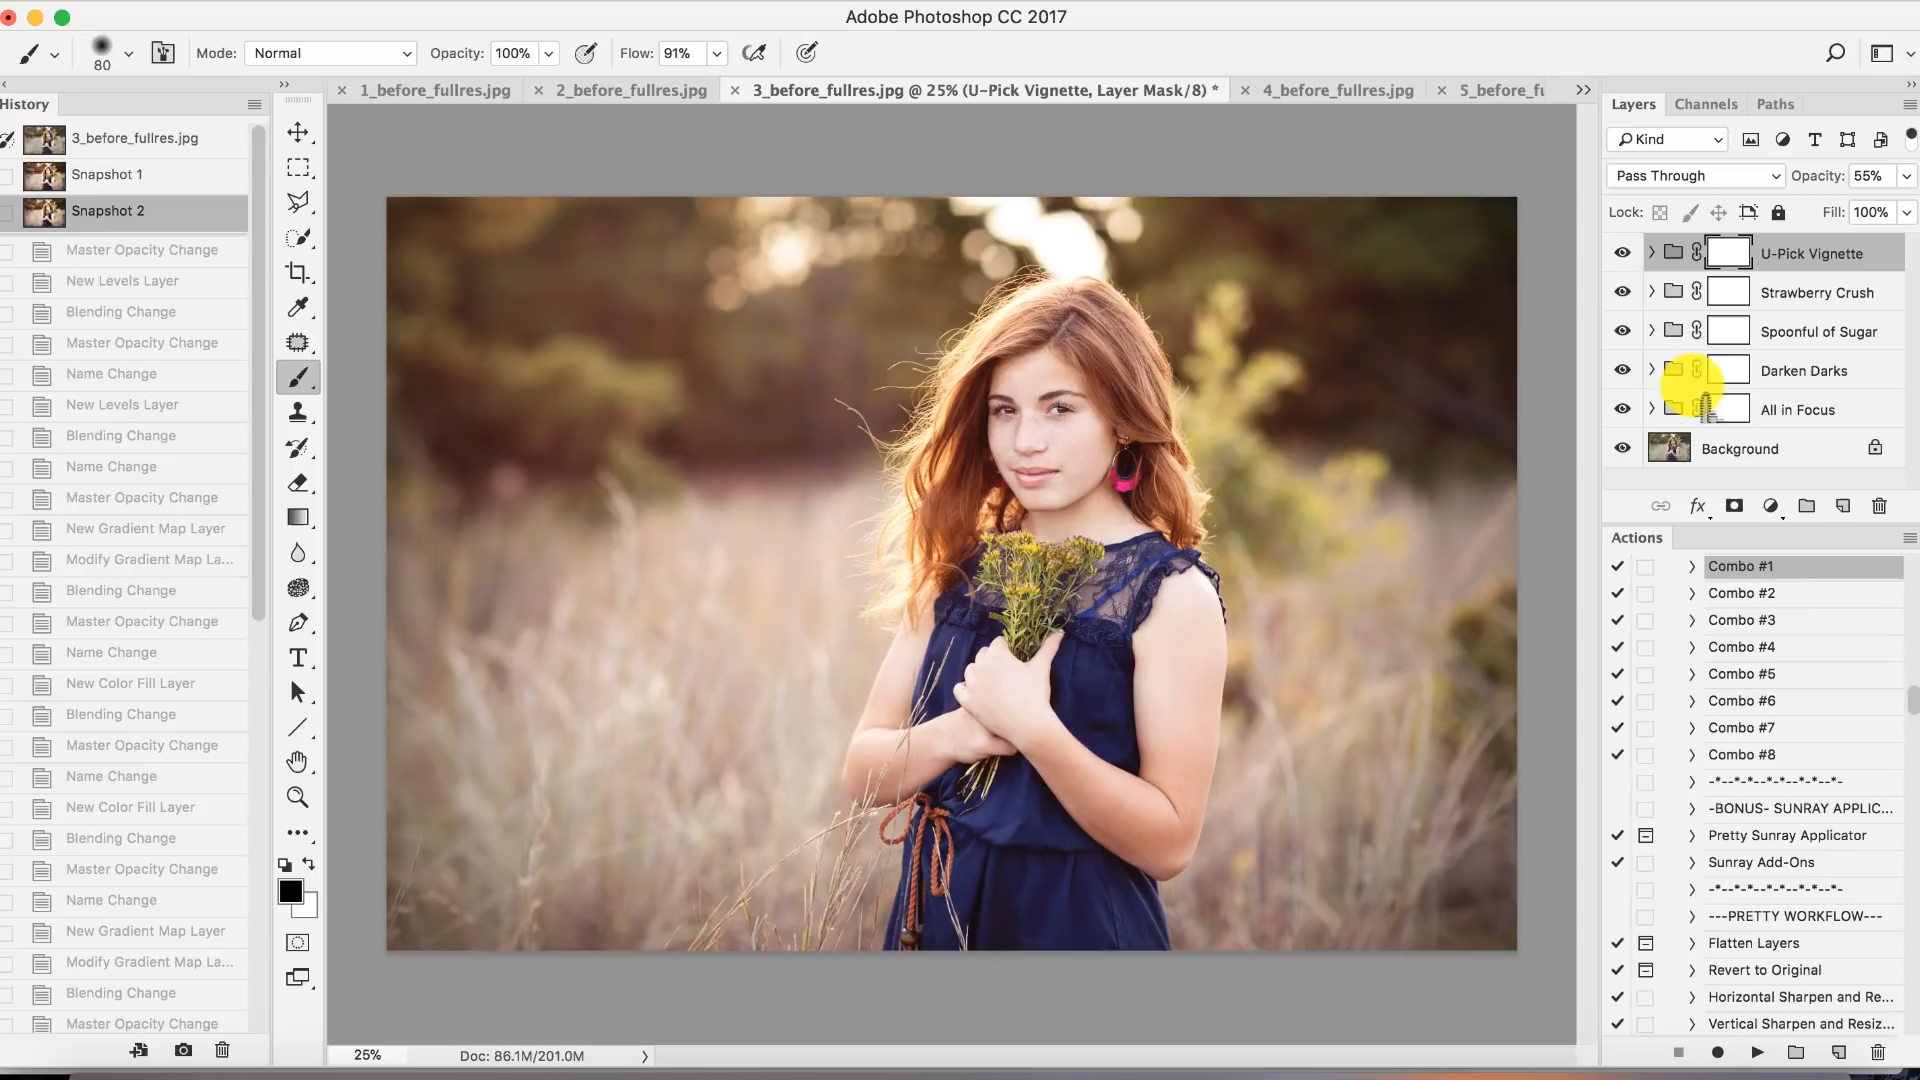 Adobe Photoshop CC 2017
80
Mode: Normal
Opacity: 100%
Flow: 91%
History
1_before_fullres.jpg
2_before_fullres.jpg
3_before_fullres.jpg @ 25% (U-Pick Vignette, Layer Mask/8) *
4_before_fullres.jpg
5_before_fu
3_before_fullres.jpg
Snapshot 1
Snapshot 2
Master Opacity Change
New Levels Layer
Blending Change
Master Opacity Change
Name Change
New Levels Layer
Blending Change
Name Change
Master Opacity Change
New Gradient Map Layer
Modify Gradient Map La...
Blending Change
Master Opacity Change
Name Change
New Color Fill Layer
Blending Change
Master Opacity Change
Name Change
New Color Fill Layer
Blending Change
Master Opacity Change
Name Change
New Gradient Map Layer
Modify Gradient Map La...
Blending Change
Master Opacity Change
25%
Doc: 86.1M/201.0M
Layers
Channels
Paths
Kind
Pass Through
Opacity: 55%
Lock:
Fill: 100%
U-Pick Vignette
Strawberry Crush
Spoonful of Sugar
Darken Darks
All in Focus
Background
fx
Actions
Combo #1
Combo #2
Combo #3
Combo #4
Combo #5
Combo #6
Combo #7
Combo #8
-*--*-*--*-*--*-*--*-
-BONUS- SUNRAY APPLIC...
Pretty Sunray Applicator
Sunray Add-Ons
-*--*-*--*-*--*-*--*-
---PRETTY WORKFLOW---
Flatten Layers
Revert to Original
Horizontal Sharpen and Re...
Vertical Sharpen and Resiz...